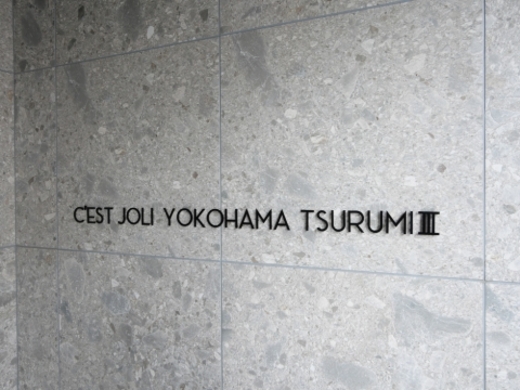 C'EST JOLI YOKOHAMA TSURUMI Ⅲ